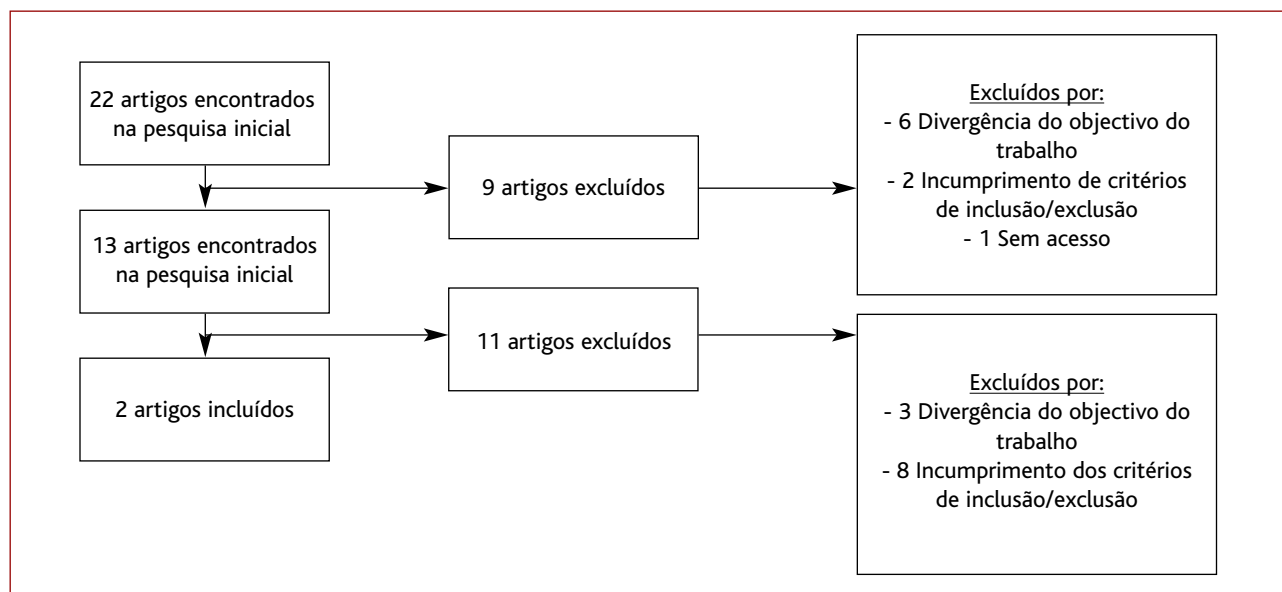 22 artigos encontrados
na pesquisa inicial
9 artigos excluídos
Excluídos por:
- 6 Divergência do objectivo do
trabalho
- 2 Incumprimento de critérios
de inclusão/exclusão
- 1 Sem acesso
13 artigos encontrados
na pesquisa inicial
11 artigos excluídos
Excluídos por:
- 3 Divergência do objectivo do
trabalho
- 8 Incumprimento dos critérios
de inclusão/exclusão
2 artigos incluídos